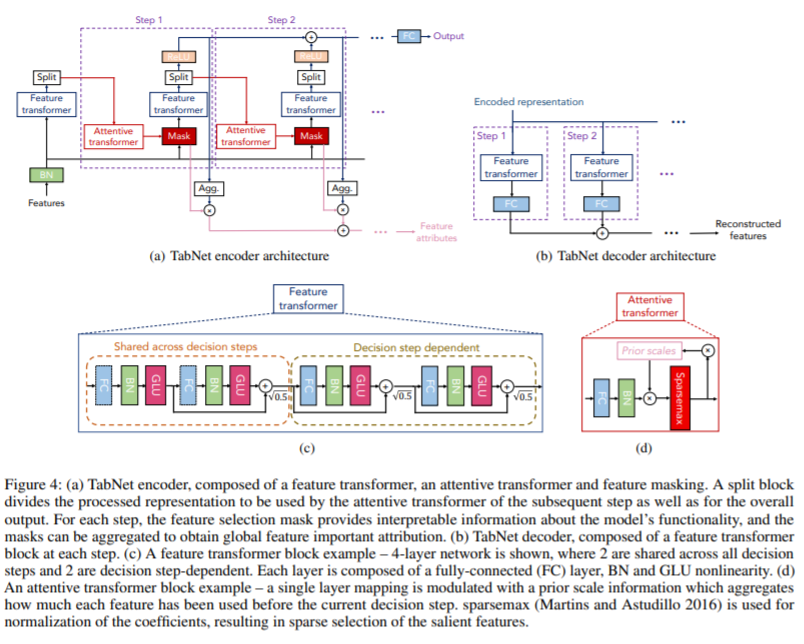 Step 1
Step 2
ReLU
ReLU
... FC Output
Split
Split
Split
Feature
transformer
Feature
transformer
Feature
transformer
...
Attentive
transformer
Mask
Attentive
transformer
Mask
BN
Features
Agg.
Agg.
... Feature
attributes
(a) TabNet encoder architecture
Encoded representation
...
Step 1
Step 2
Feature
transformer
Feature
transformer
...
FC
FC
...
Reconstructed
features
(b) TabNet decoder architecture
Feature
transformer
Shared across decision steps
Decision step dependent
FC BN GLU FC BN GLU √0.5 FC BN GLU √0.5 FC BN GLU √0.5
(c)
Attentive
transformer
Prior scales
FC BN Sparsemax
(d)
Figure 4: (a) TabNet encoder, composed of a feature transformer, an attentive transformer and feature masking. A split block
divides the processed representation to be used by the attentive transformer of the subsequent step as well as for the overall
output. For each step, the feature selection mask provides interpretable information about the model's functionality, and the
masks can be aggregated to obtain global feature important attribution. (b) TabNet decoder, composed of a feature transformer
block at each step. (c) A feature transformer block example – 4-layer network is shown, where 2 are shared across all decision
steps and 2 are decision step-dependent. Each layer is composed of a fully-connected (FC) layer, BN and GLU nonlinearity. (d)
An attentive transformer block example – a single layer mapping is modulated with a prior scale information which aggregates
how much each feature has been used before the current decision step. sparsemax (Martins and Astudillo 2016) is used for
normalization of the coefficients, resulting in sparse selection of the salient features.